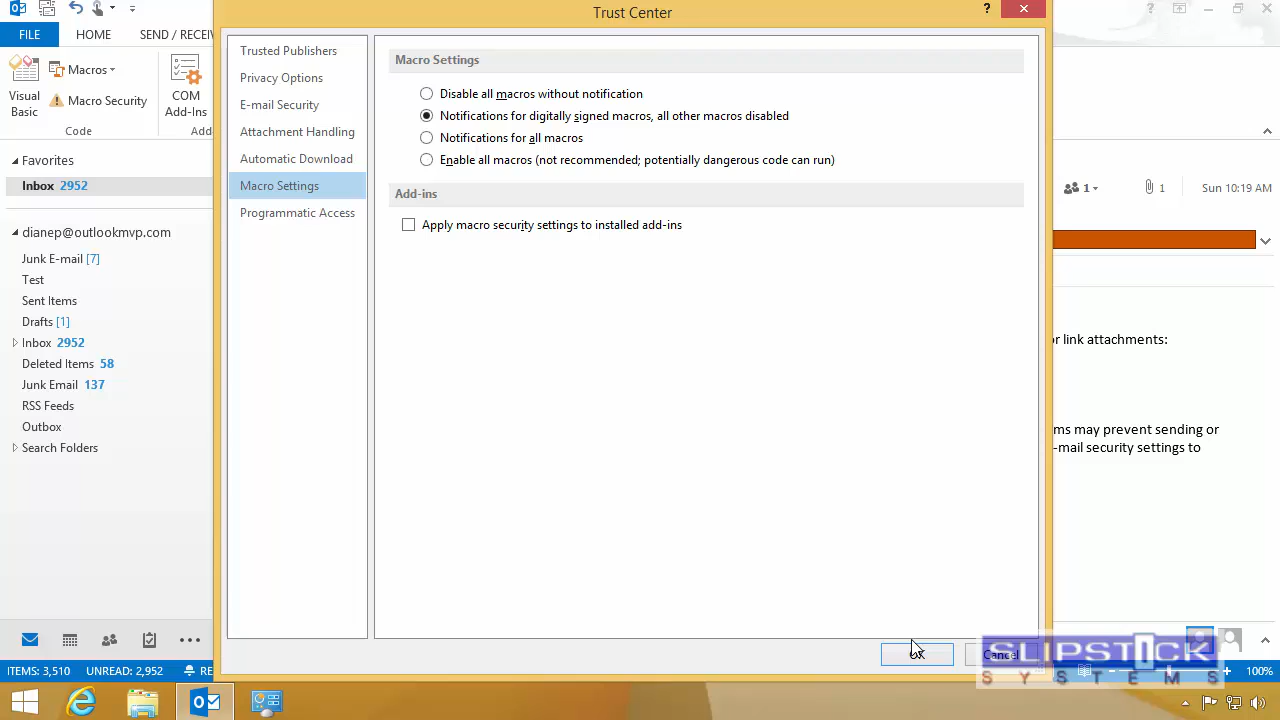 Trust Center
?
FILE
HOME
SEND / RECEIV
Visual Basic
Macros
Macro Security
Code
COM Add-Ins
Add
Favorites
Inbox 2952
dianep@outlookmvp.com
Junk E-mail [7]
Test
Sent Items
Drafts [1]
Inbox 2952
Deleted Items 58
Junk Email 137
RSS Feeds
Outbox
Search Folders
Trusted Publishers
Privacy Options
E-mail Security
Attachment Handling
Automatic Download
Macro Settings
Programmatic Access
Macro Settings
Disable all macros without notification
Notifications for digitally signed macros, all other macros disabled
Notifications for all macros
Enable all macros (not recommended; potentially dangerous code can run)
Add-ins
Apply macro security settings to installed add-ins
OK
Cancel
?
1
1
Sun 10:19 AM
or link attachments:
ms may prevent sending or
-mail security settings to
SLIPSTICK
SYSTEMS
ITEMS: 3,510
UNREAD: 2,952
RE
100%